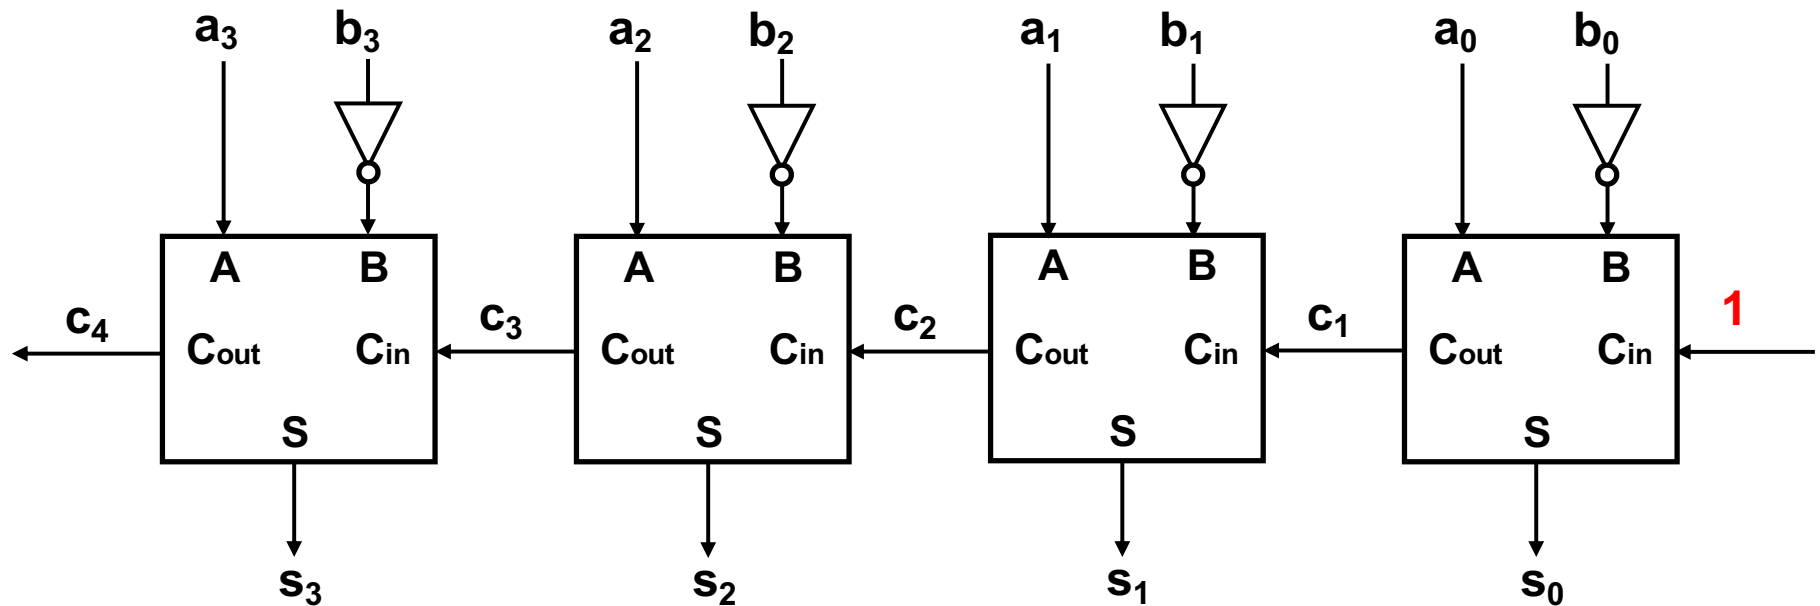 a3 b3 a2 b2 a1 b1 a0 b0
A B A B A B A B
c4 c3 c2 c1 1
Cout Cin Cout Cin Cout Cin Cout Cin
S S S S
s3 s2 s1 s0